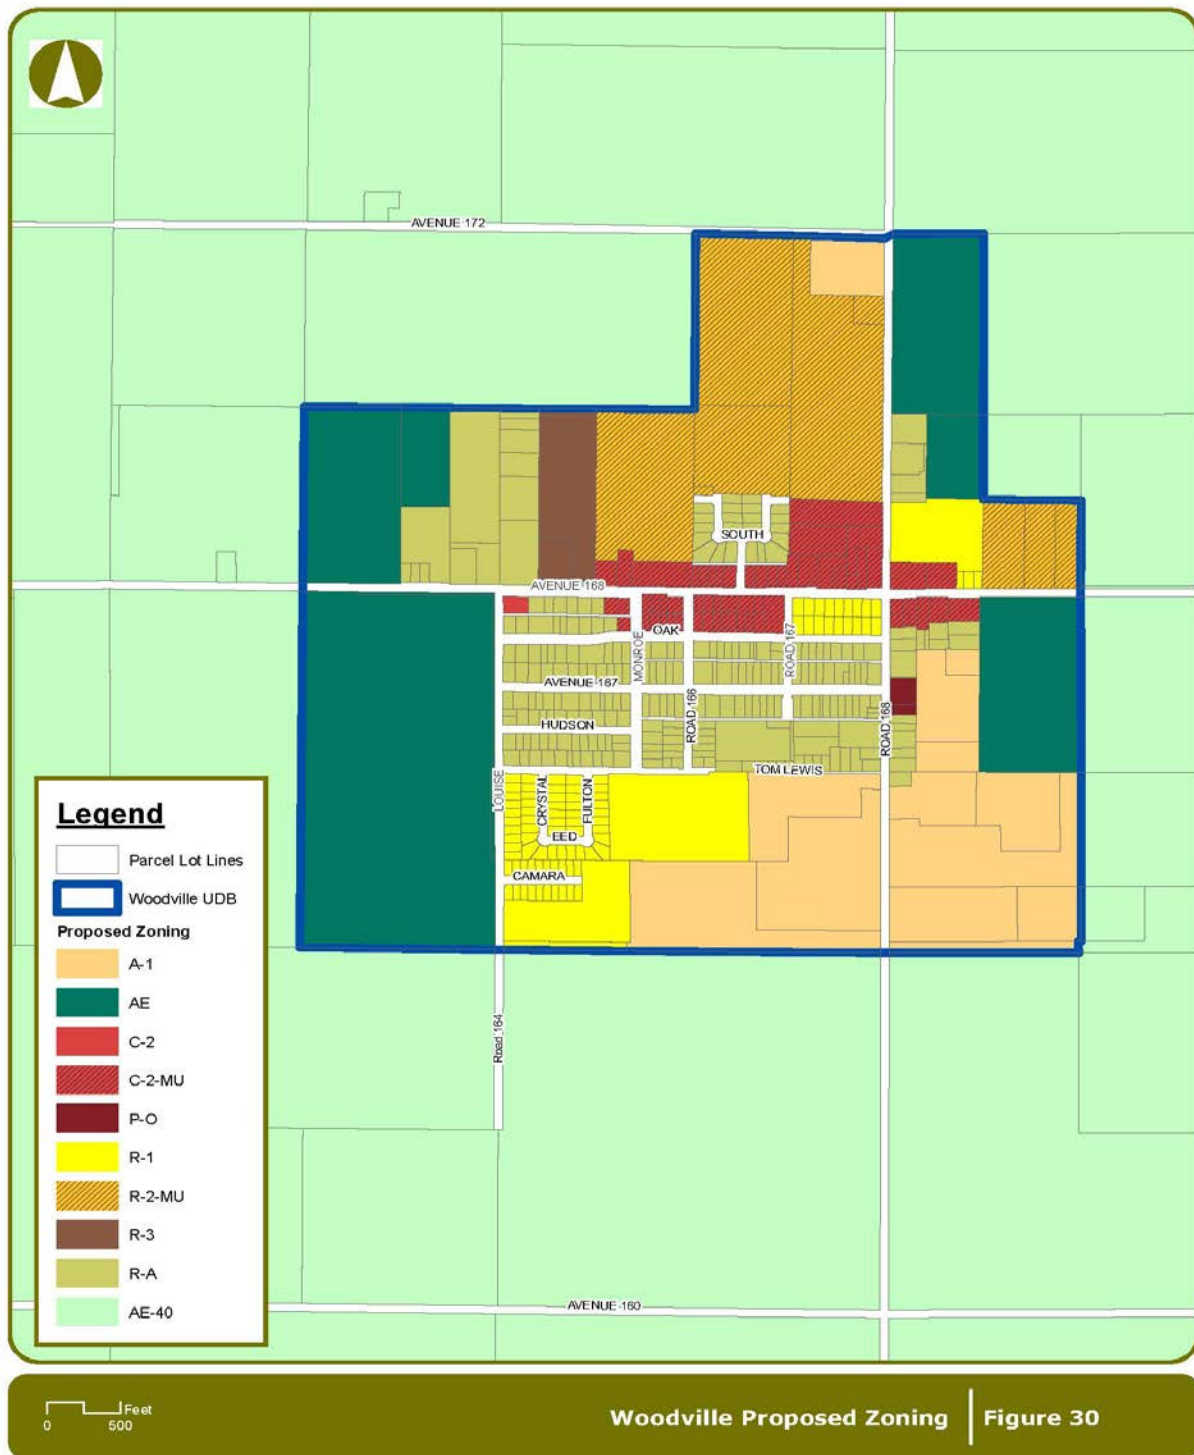 AVENUE 172
SOUTH
AVENUE 168
OAK
MONROE
ROAD 167
AVENUE 167
ROAD 166
HUDSON
ROAD 168
TOM LEWIS
LOUISE
CRYSTAL
FULTON
EED
CAMARA
Road 164
AVENUE 160
Legend
Parcel Lot Lines
Woodville UDB
Proposed Zoning
A-1
AE
C-2
C-2-MU
P-O
R-1
R-2-MU
R-3
R-A
AE-40
Feet
0 500
Woodville Proposed Zoning Figure 30